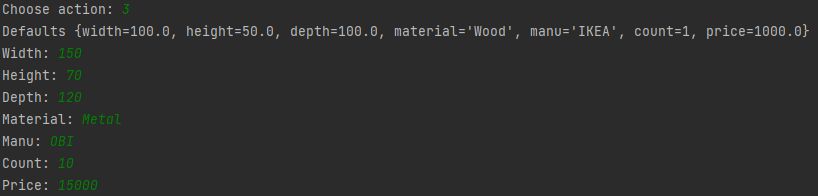 Choose action: 3
Defaults {width=100.0, height=50.0, depth=100.0, material='Wood', manu='IKEA', count=1, price=1000.0}
Width: 150
Height: 70
Depth: 120
Material: Metal
Manu: OBI
Count: 10
Price: 15000